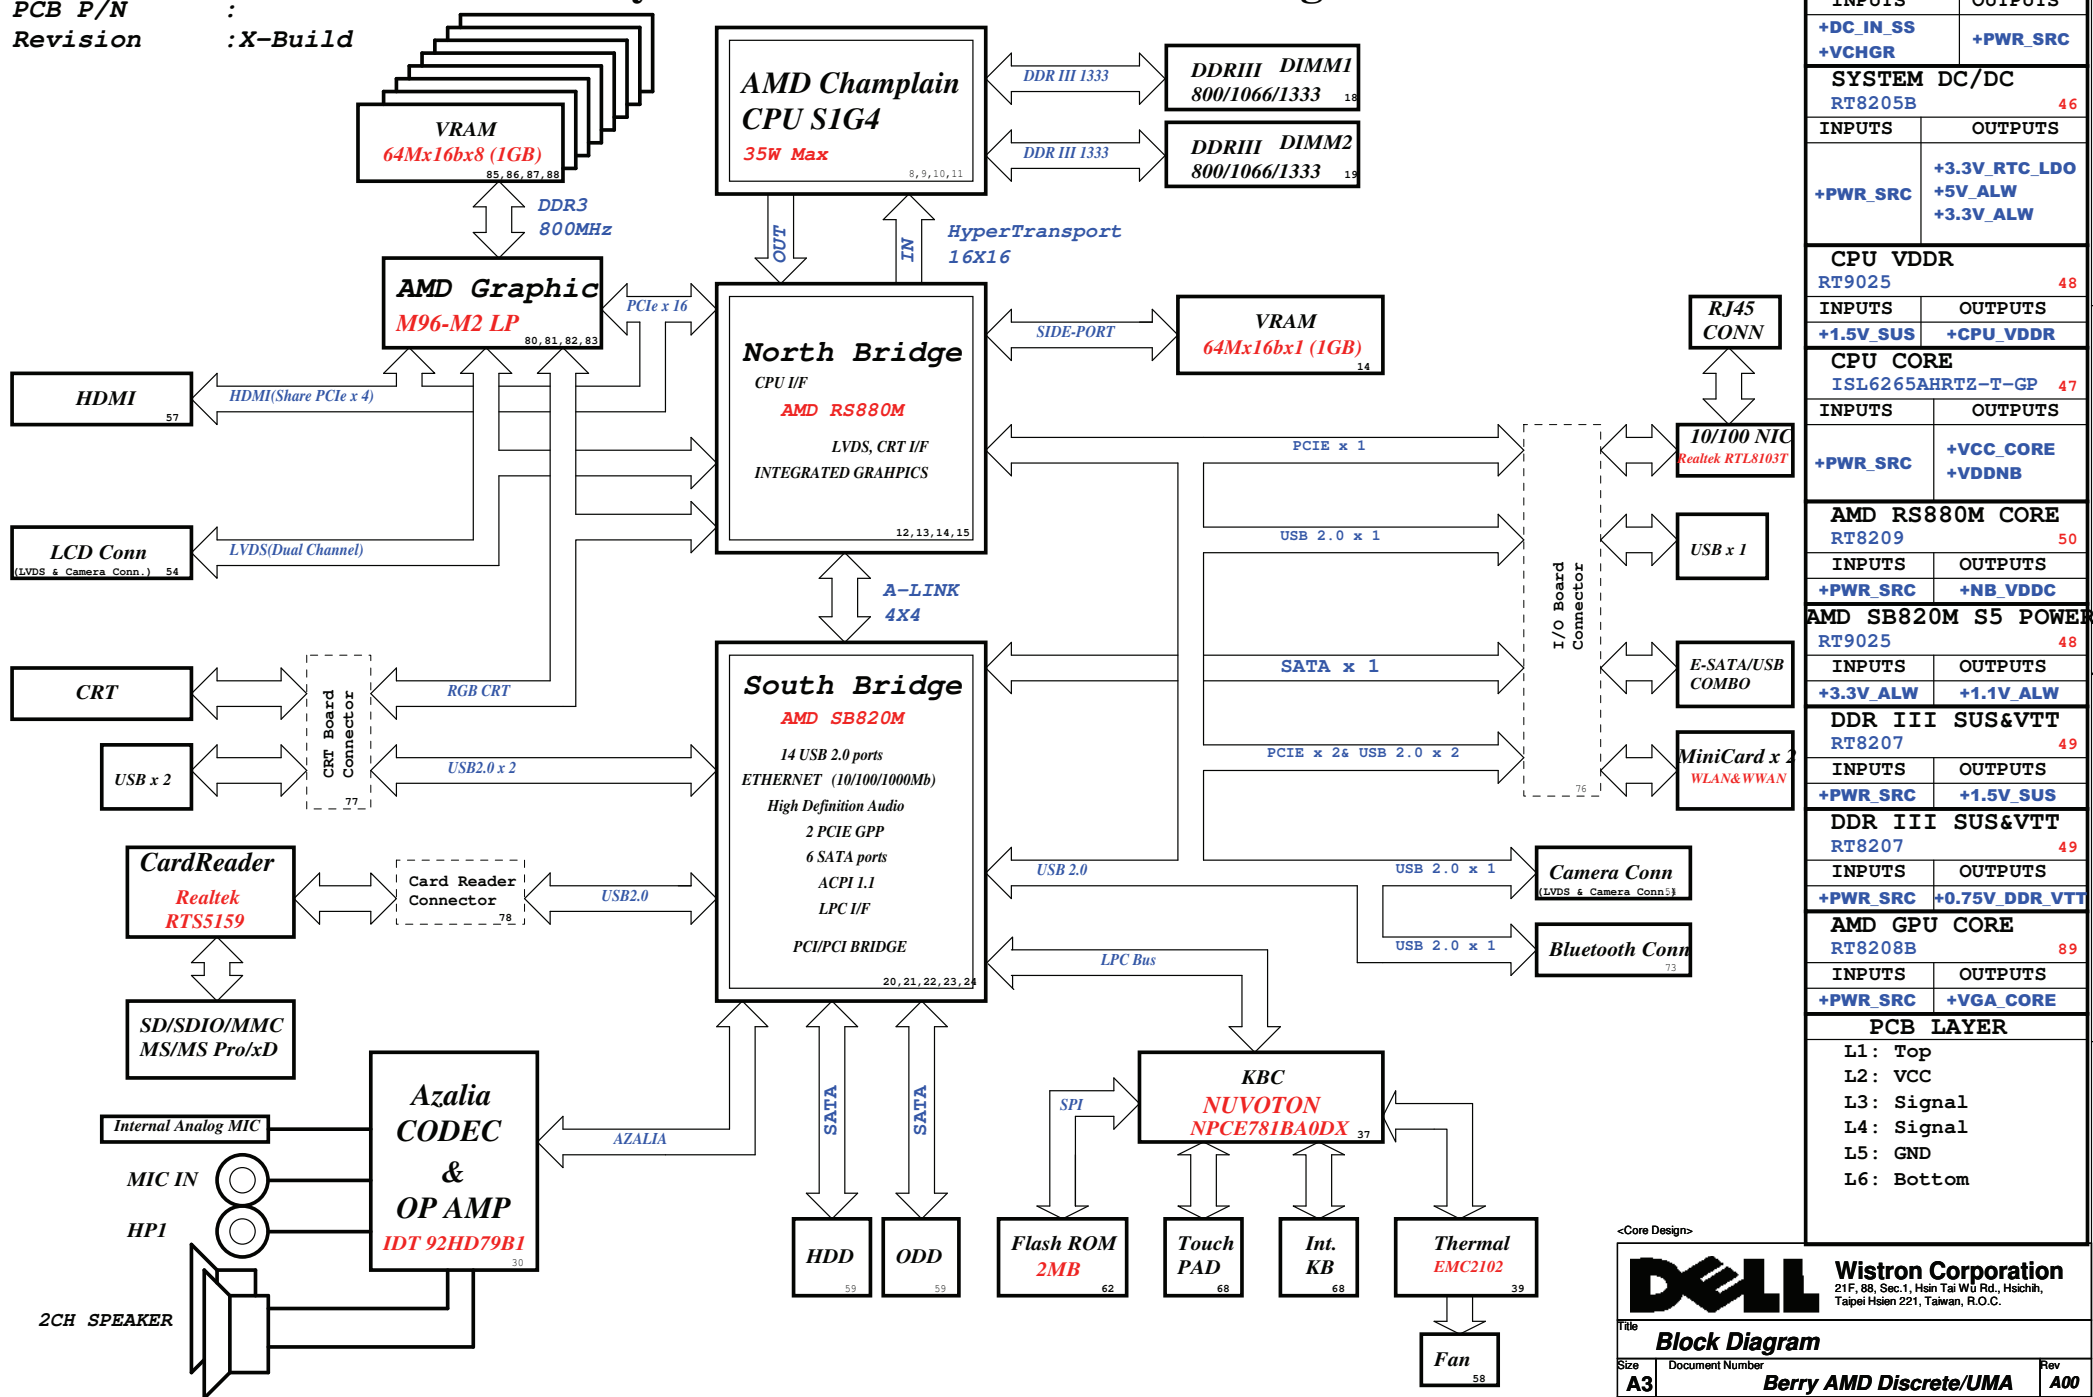 PCB P/N :
Revision :X-Build
VRAM
64Mx16bx8 (1GB)
85,86,87,88
DDR3
800MHz
AMD Graphic
M96-M2 LP
80,81,82,83
AMD Champlain
CPU S1G4
35W Max
8,9,10,11
DDR III 1333
DDRIII DIMM1
800/1066/1333
18
DDR III 1333
DDRIII DIMM2
800/1066/1333
19
OUT
IN
HyperTransport
16X16
PCIe x 16
North Bridge
CPU I/F
AMD RS880M
LVDS, CRT I/F
INTEGRATED GRAHPICS
12,13,14,15
SIDE-PORT
VRAM
64Mx16bx1 (1GB)
14
HDMI
57
HDMI(Share PCIe x 4)
LCD Conn
(LVDS & Camera Conn.) 54
LVDS(Dual Channel)
CRT
RGB CRT
CRT Board
Connector
77
USB x 2
USB2.0 x 2
A-LINK
4X4
South Bridge
AMD SB820M
14 USB 2.0 ports
ETHERNET (10/100/1000Mb)
High Definition Audio
2 PCIE GPP
6 SATA ports
ACPI 1.1
LPC I/F
PCI/PCI BRIDGE
20,21,22,23,24
CardReader
Realtek
RTS5159
Card Reader
Connector
78
USB2.0
SD/SDIO/MMC
MS/MS Pro/xD
PCIE x 1
USB 2.0 x 1
SATA x 1
PCIE x 2& USB 2.0 x 2
I/O Board
Connector
76
RJ45
CONN
10/100 NIC
Realtek RTL8103T
USB x 1
E-SATA/USB
COMBO
MiniCard x 2
WLAN&WWAN
USB 2.0
USB 2.0 x 1
Camera Conn
(LVDS & Camera Conn.)
USB 2.0 x 1
Bluetooth Conn
73
LPC Bus
KBC
NUVOTON
NPCE781BA0DX 37
SPI
Azalia
CODEC
&
OP AMP
IDT 92HD79B1
30
AZALIA
Internal Analog MIC
MIC IN
HP1
2CH SPEAKER
SATA
SATA
HDD
59
ODD
59
Flash ROM
2MB
62
Touch
PAD
68
Int.
KB
68
Thermal
EMC2102
39
Fan
58
INPUTS OUTPUTS
+DC_IN_SS
+VCHGR
+PWR_SRC
SYSTEM DC/DC
RT8205B 46
INPUTS OUTPUTS
+PWR_SRC
+3.3V_RTC_LDO
+5V_ALW
+3.3V_ALW
CPU VDDR
RT9025 48
INPUTS OUTPUTS
+1.5V_SUS +CPU_VDDR
CPU CORE
ISL6265AHRTZ-T-GP 47
INPUTS OUTPUTS
+PWR_SRC
+VCC_CORE
+VDDNB
AMD RS880M CORE
RT8209 50
INPUTS OUTPUTS
+PWR_SRC +NB_VDDC
AMD SB820M S5 POWER
RT9025 48
INPUTS OUTPUTS
+3.3V_ALW +1.1V_ALW
DDR III SUS&VTT
RT8207 49
INPUTS OUTPUTS
+PWR_SRC +1.5V_SUS
DDR III SUS&VTT
RT8207 49
INPUTS OUTPUTS
+PWR_SRC +0.75V_DDR_VTT
AMD GPU CORE
RT8208B 89
INPUTS OUTPUTS
+PWR_SRC +VGA_CORE
PCB LAYER
L1: Top
L2: VCC
L3: Signal
L4: Signal
L5: GND
L6: Bottom
<Core Design>
DELL
Wistron Corporation
21F, 88, Sec.1, Hsin Tai Wu Rd., Hsichih,
Taipei Hsien 221, Taiwan, R.O.C.
Title
Block Diagram
Size Document Number Rev
A3 Berry AMD Discrete/UMA A00